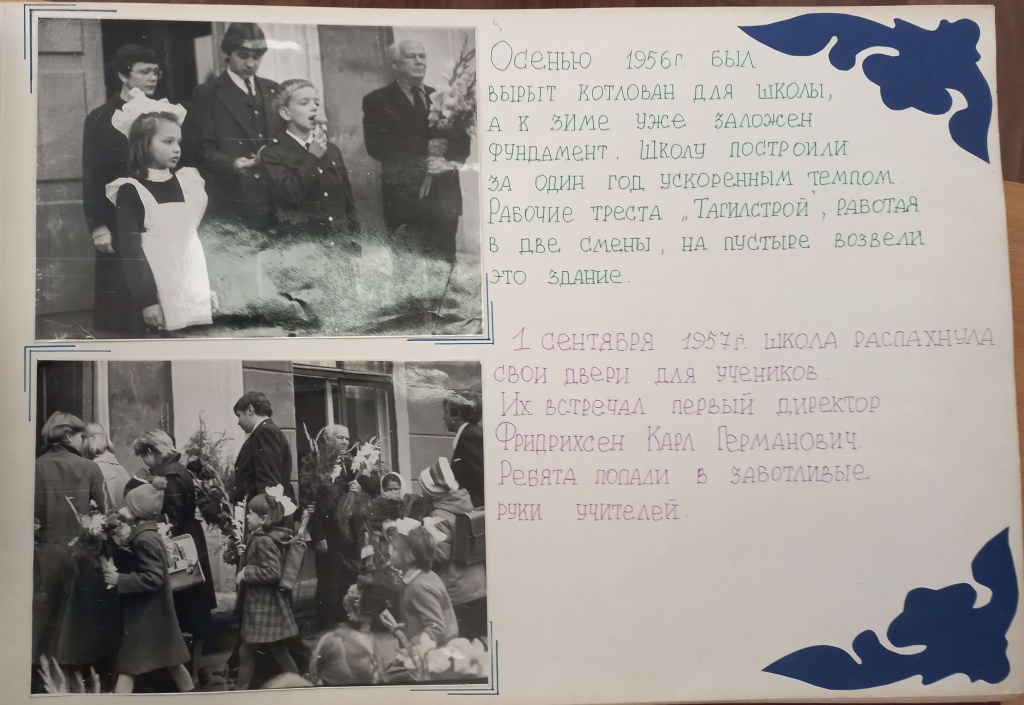 Осенью 1956г. был
вырыт котлован для школы,
а к зиме уже заложен
фундамент. Школу построили
за один год ускоренным темпом.
Рабочие треста „Тагилстрой", работая
в две смены, на пустыре возвели
это здание.
1 сентября 1957г. школа распахнула
свои двери для учеников.
Их встречал первый директор
Фридрихсен Карл Германович.
Ребята попали в заботливые
руки учителей.